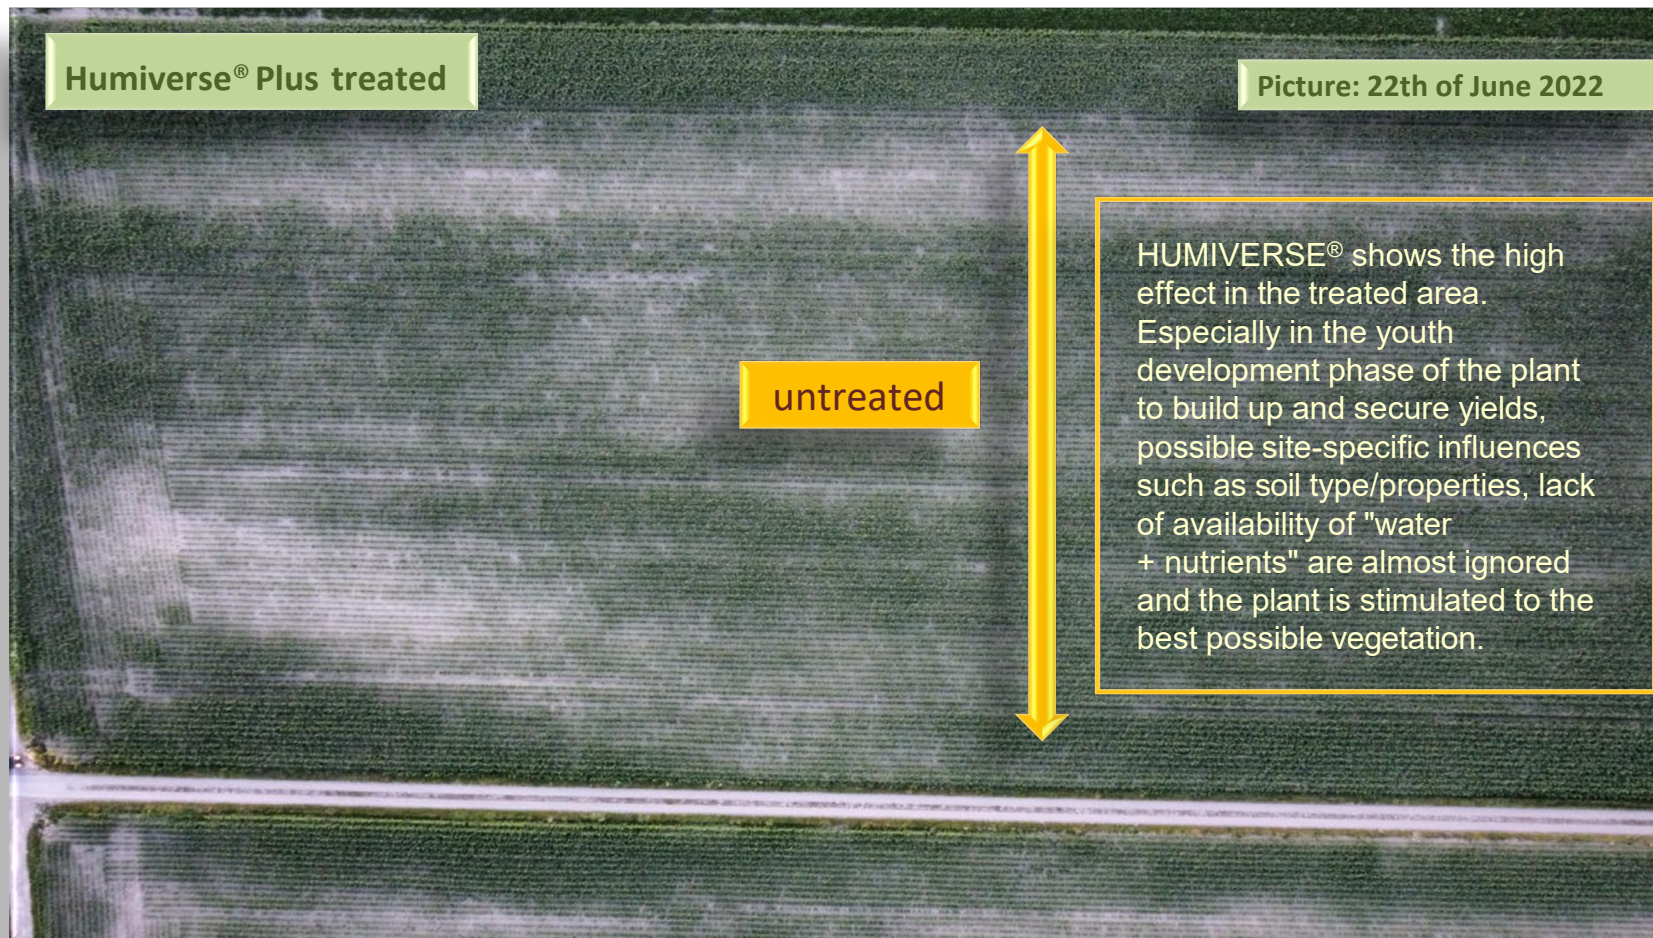 Humiverse® Plus treated
Picture: 22th of June 2022
untreated
HUMIVERSE® shows the high
effect in the treated area.
Especially in the youth
development phase of the plant
to build up and secure yields,
possible site-specific influences
such as soil type/properties, lack
of availability of "water
+ nutrients" are almost ignored
and the plant is stimulated to the
best possible vegetation.